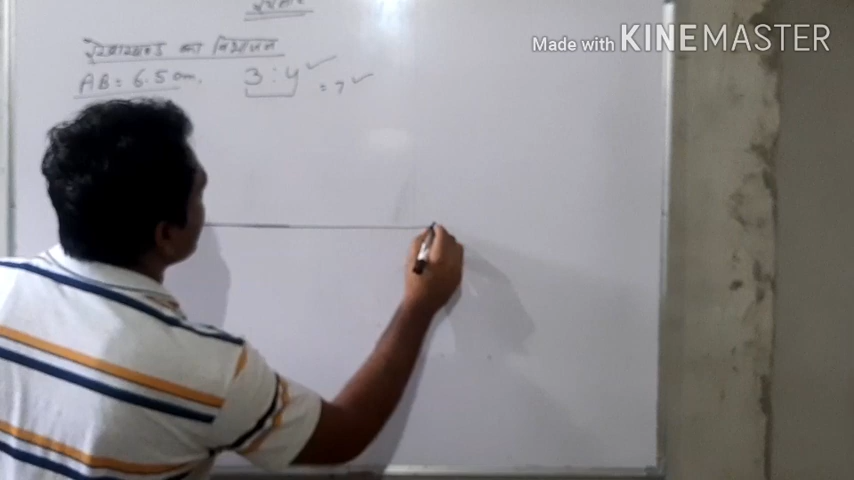 रेखाखण्ड का विभाजन
AB = 6.5 cm, 3 : 4 ✓
= 7 ✓
Made with KINEMASTER